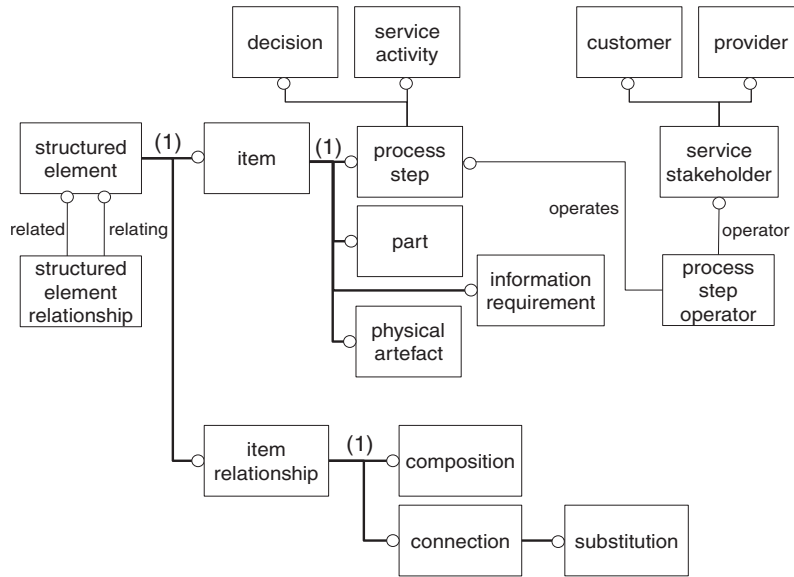 decision
service
activity
customer
provider
structured
element
(1)
item
(1)
process
step
service
stakeholder
related
relating
operates
operator
part
structured
element
relationship
information
requirement
process
step
operator
physical
artefact
item
relationship
(1)
composition
connection
substitution